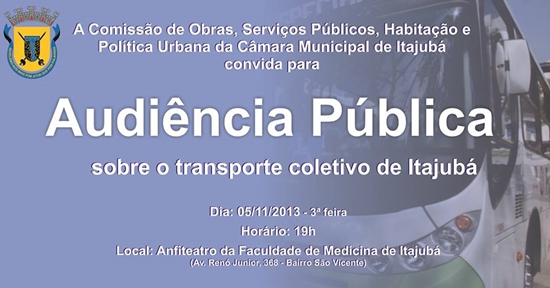 A Comissão de Obras, Serviços Públicos, Habitação e
Política Urbana da Câmara Municipal de Itajubá
convida para
Audiência Pública
sobre o transporte coletivo de Itajubá
Dia: 05/11/2013 - 3ª feira
Horário: 19h
Local: Anfiteatro da Faculdade de Medicina de Itajubá
(Av. Renó Junior, 368 - Bairro São Vicente)